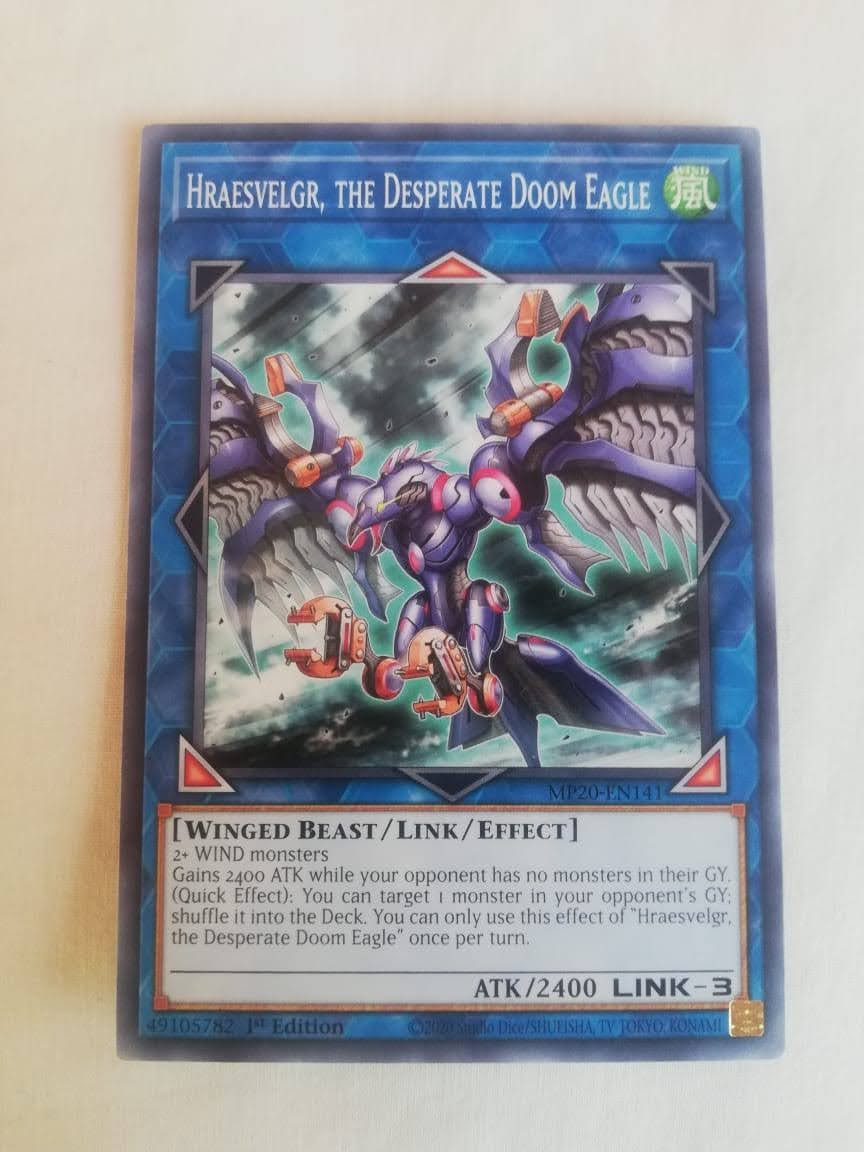 HRAESVELGR, THE DESPERATE DOOM EAGLE
WIND
風
MP20-EN141
[WINGED BEAST/LINK/EFFECT]
2+ WIND monsters
Gains 2400 ATK while your opponent has no monsters in their GY.
(Quick Effect): You can target 1 monster in your opponent's GY;
shuffle it into the Deck. You can only use this effect of "Hraesvelgr,
the Desperate Doom Eagle" once per turn.
ATK/2400 LINK-3
49105782 1st Edition ©2020 Studio Dice/SHUEISHA, TV TOKYO, KONAMI